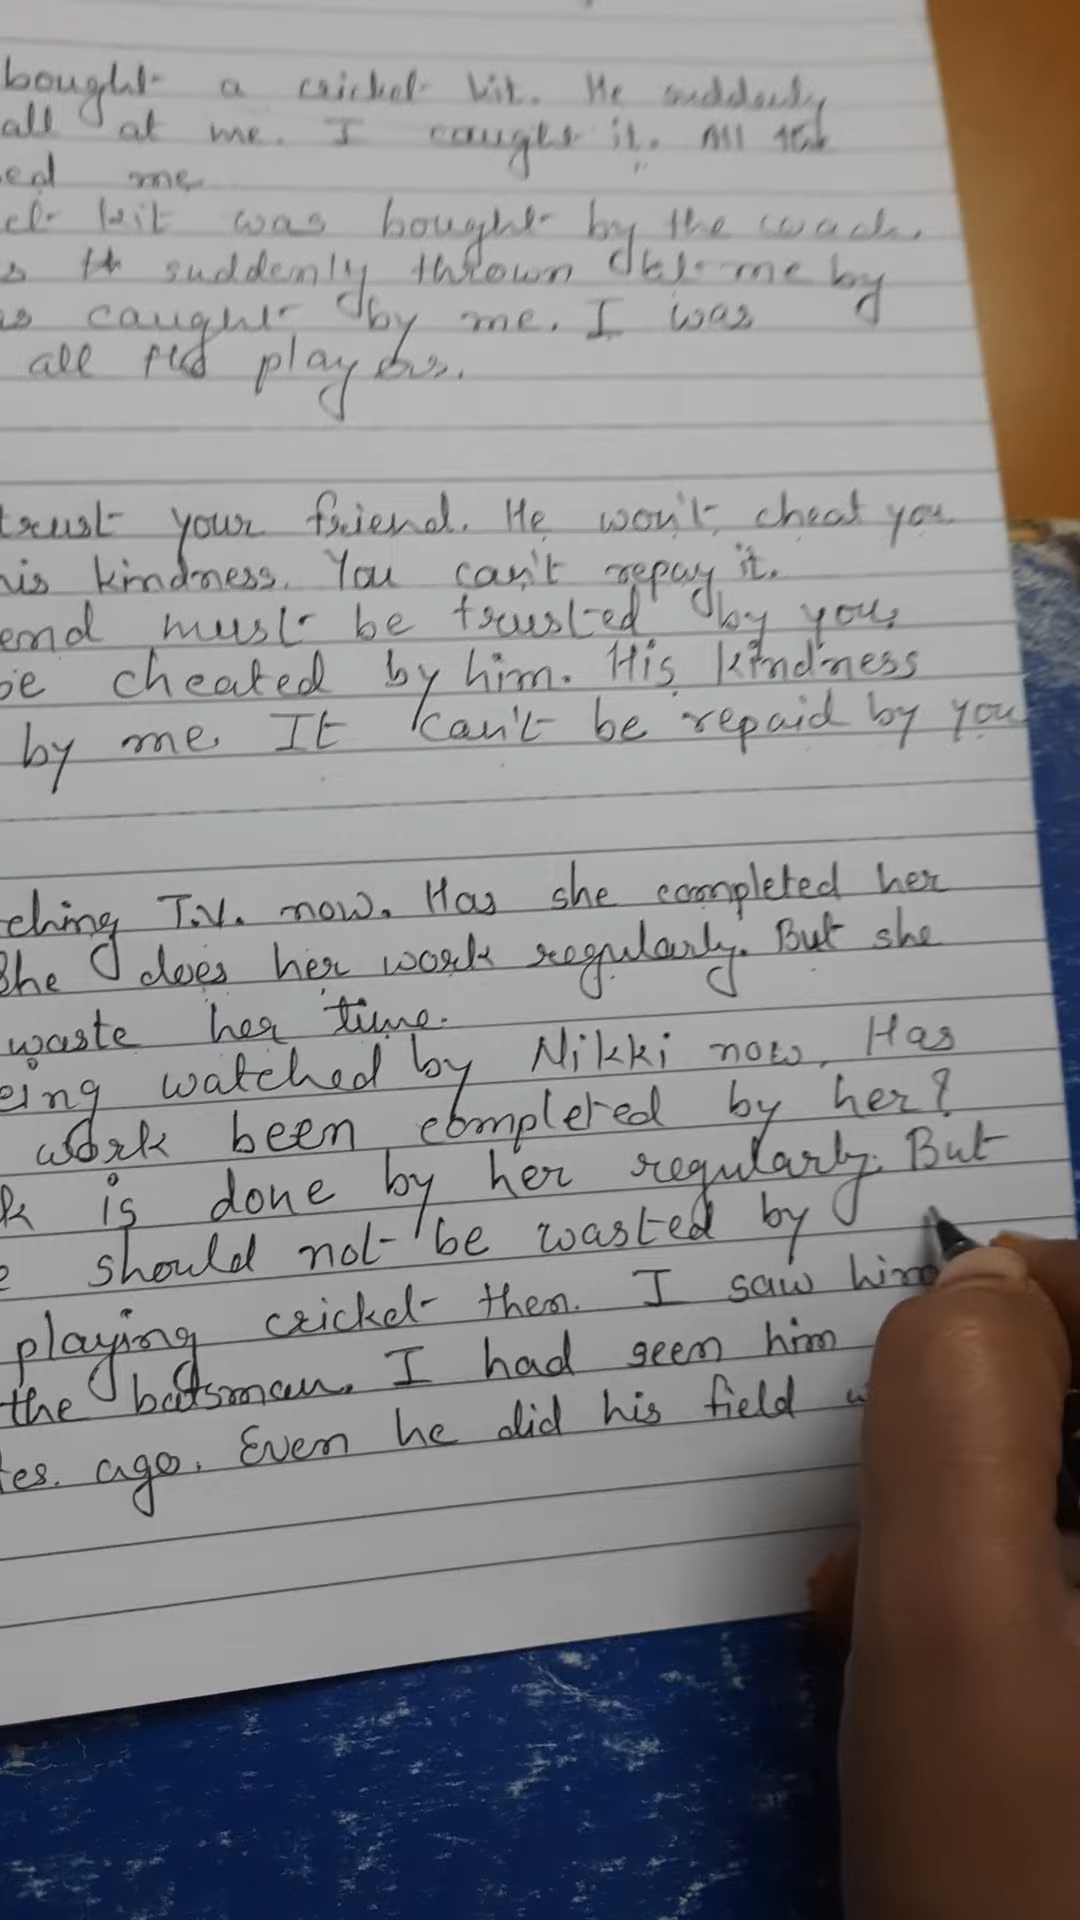 bought a cricket kit. He suddenly
all at me. I caught it. All the
ed me
et kit was bought by the coach.
s suddenly thrown at me by
s caught by me. I was
all the players.
trust your friend. He won't cheat you
his kindness. You can't repay it.
end must be trusted by you.
be cheated by him. His kindness
by me. It can't be repaid by you
ching T.V. now. Has she completed her
She does her work regularly. But she
waste her time.
eing watched by Nikki now. Has
work been completed by her?
k is done by her regularly. But
e should not be wasted by
playing cricket then. I saw him
the batsman. I had seen him
tes. ago. Even he did his field